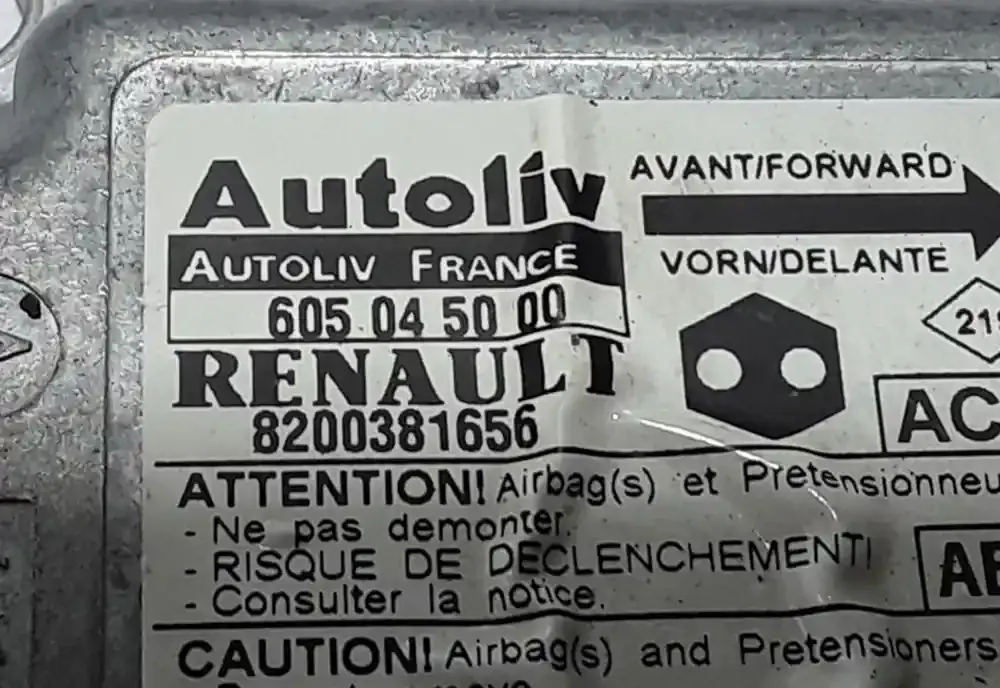 Autoliv
AVANT/FORWARD
AUTOLIV FRANCE
VORN/DELANTE
605 04 50 00
RENAULT
8200381656
ATTENTION! Airbag(s) et
- Ne pas demonter.
- RISQUE DE DECLENCHEMENT!
- Consulter la notice.
CAUTION! Airbag(s) and Pretensioners